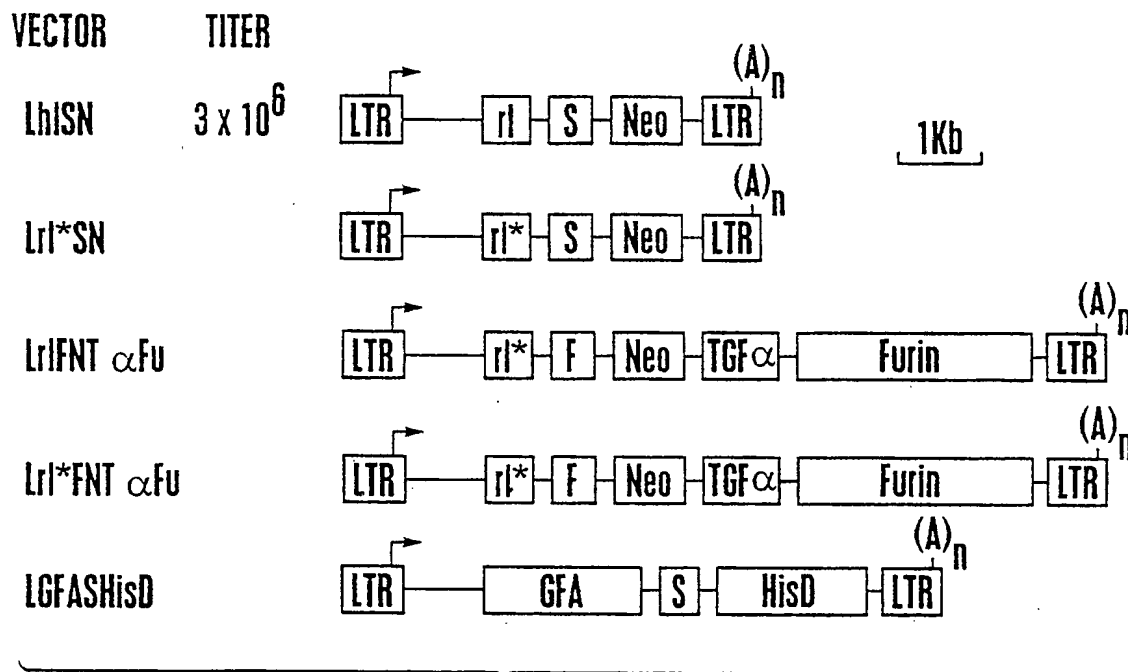 VECTOR TITER
(A)n
LhISN 3 x 10^6 LTR rI S Neo LTR
1Kb
(A)n
LrI*SN LTR rI* S Neo LTR
(A)n
LrIFNT αFu LTR rI* F Neo TGFα Furin LTR
(A)n
LrI*FNT αFu LTR rI* F Neo TGFα Furin LTR
(A)n
LGFASHisD LTR GFA S HisD LTR